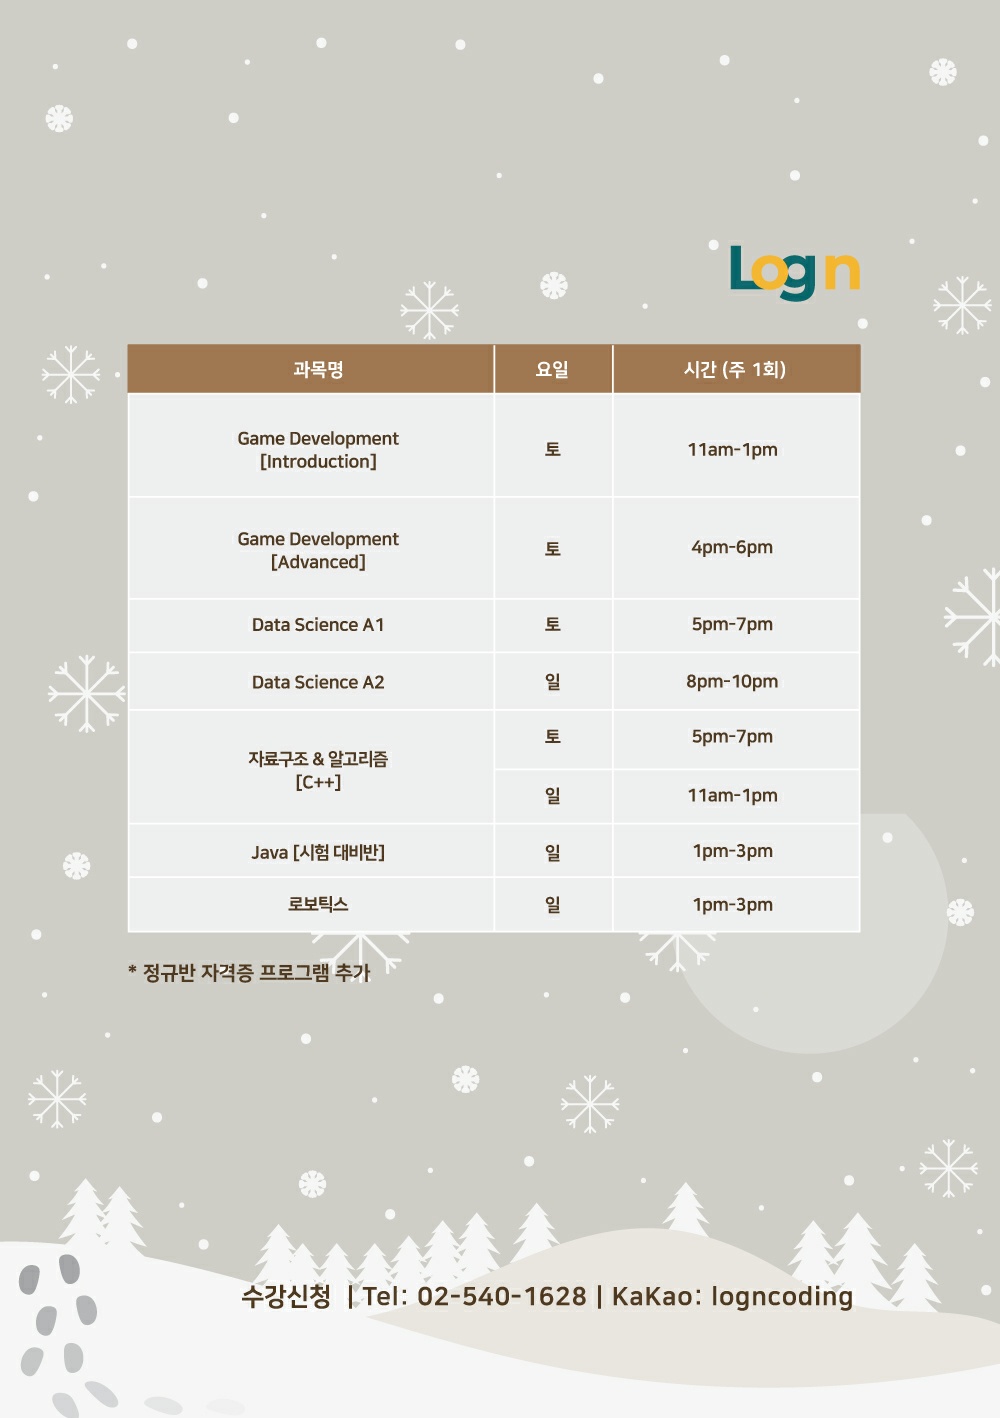 Logn
과목명 요일 시간 (주 1회)
Game Development
[Introduction]
토 11am-1pm
Game Development
[Advanced]
토 4pm-6pm
Data Science A1 토 5pm-7pm
Data Science A2 일 8pm-10pm
자료구조 & 알고리즘
[C++]
토 5pm-7pm
일 11am-1pm
Java [시험 대비반] 일 1pm-3pm
로보틱스 일 1pm-3pm
* 정규반 자격증 프로그램 추가
수강신청 | Tel: 02-540-1628 | KaKao: logncoding